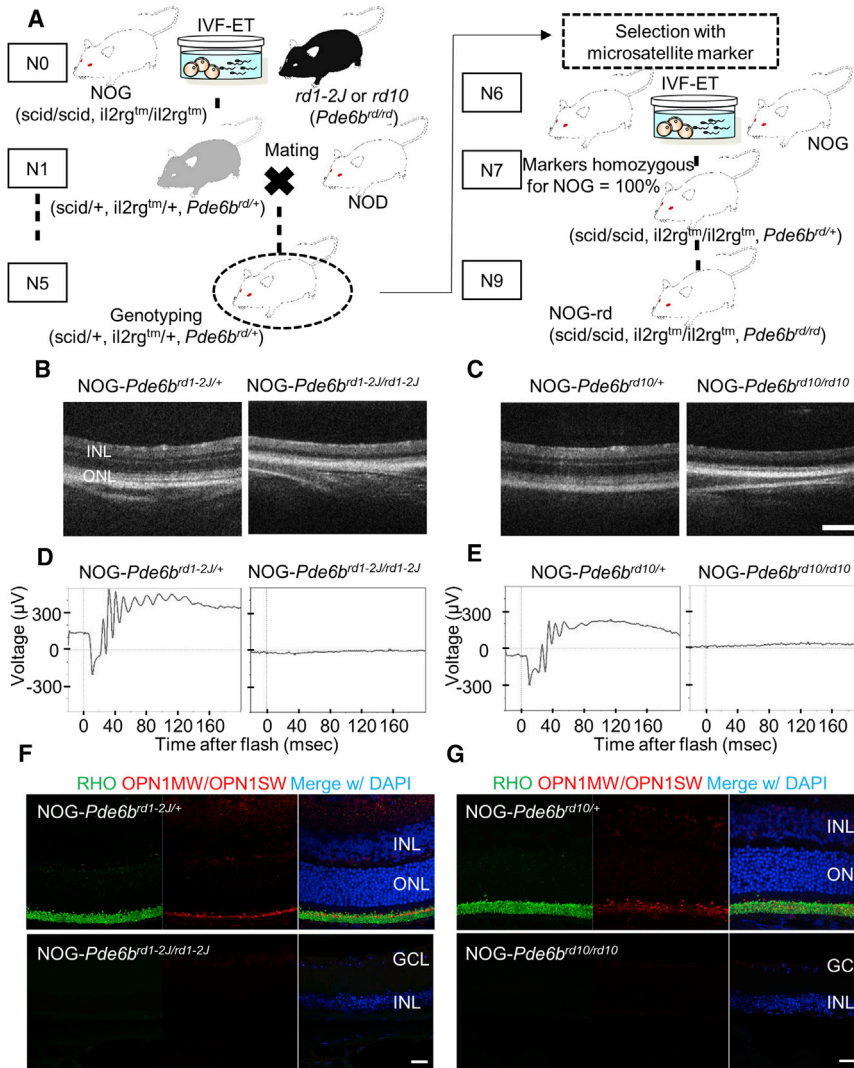 A
N0
IVF-ET
NOG
(scid/scid, il2rgtm/il2rgtm)
rd1-2J or rd10
(Pde6brd/rd)
N1
Mating
NOD
(scid/+, il2rgtm/+, Pde6brd/+)
N5
Genotyping
(scid/+, il2rgtm/+, Pde6brd/+)
Selection with
microsatellite marker
N6
IVF-ET
NOG
N7
Markers homozygous
for NOG = 100%
(scid/scid, il2rgtm/il2rgtm, Pde6brd/+)
N9
NOG-rd
(scid/scid, il2rgtm/il2rgtm, Pde6brd/rd)
B
NOG-Pde6brd1-2J/+
NOG-Pde6brd1-2J/rd1-2J
INL
ONL
C
NOG-Pde6brd10/+
NOG-Pde6brd10/rd10
D
NOG-Pde6brd1-2J/+
NOG-Pde6brd1-2J/rd1-2J
Voltage (µV)
300
0
-300
0 40 80 120 160
0 40 80 120 160
Time after flash (msec)
E
NOG-Pde6brd10/+
NOG-Pde6brd10/rd10
Voltage (µV)
300
0
-300
0 40 80 120 160
0 40 80 120 160
Time after flash (msec)
F
RHO OPN1MW/OPN1SW Merge w/ DAPI
NOG-Pde6brd1-2J/+
INL
ONL
NOG-Pde6brd1-2J/rd1-2J
GCL
INL
G
RHO OPN1MW/OPN1SW Merge w/ DAPI
NOG-Pde6brd10/+
INL
ON
NOG-Pde6brd10/rd10
GC
INL